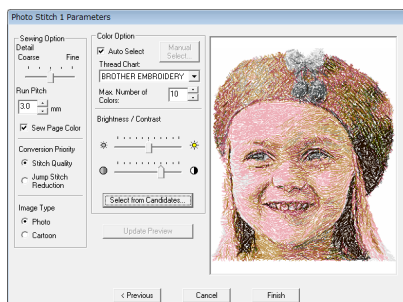 Photo Stitch 1 Parameters
Sewing Option
Detail
Coarse Fine
Run Pitch
3.0 mm
Sew Page Color
Conversion Priority
Stitch Quality
Jump Stitch
Reduction
Image Type
Photo
Cartoon
Color Option
Auto Select
Manual
Select...
Thread Chart:
BROTHER EMBROIDERY
Max. Number of
Colors:
10
Brightness / Contrast
Select from Candidates...
Update Preview
< Previous
Cancel
Finish